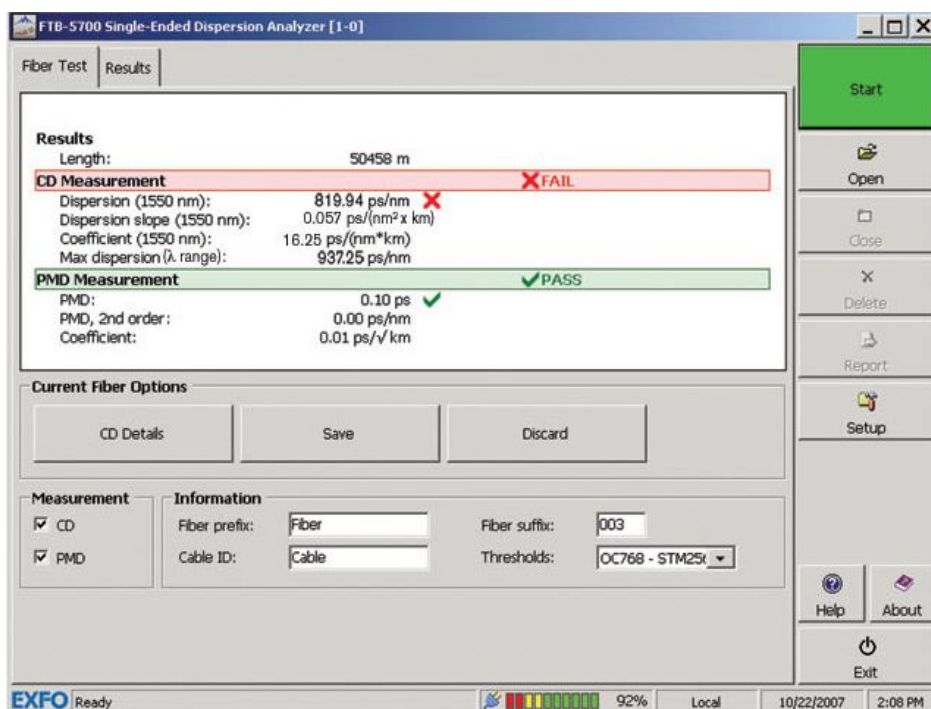 FTB-5700 Single-Ended Dispersion Analyzer [1-0]
Fiber Test
Results
Results
Length: 50458 m
CD Measurement FAIL
Dispersion (1550 nm): 819.94 ps/nm
Dispersion slope (1550 nm): 0.057 ps/(nm² x km)
Coefficient (1550 nm): 16.25 ps/(nm*km)
Max dispersion (λ range): 937.25 ps/nm
PMD Measurement PASS
PMD: 0.10 ps
PMD, 2nd order: 0.00 ps/nm
Coefficient: 0.01 ps/√km
Current Fiber Options
CD Details
Save
Discard
Measurement
CD
PMD
Information
Fiber prefix: Fiber
Fiber suffix: 003
Cable ID: Cable
Thresholds: OC768 - STM25
Start
Open
Close
Delete
Report
Setup
Help
About
Exit
EXFO Ready 92% Local 10/22/2007 2:08 PM